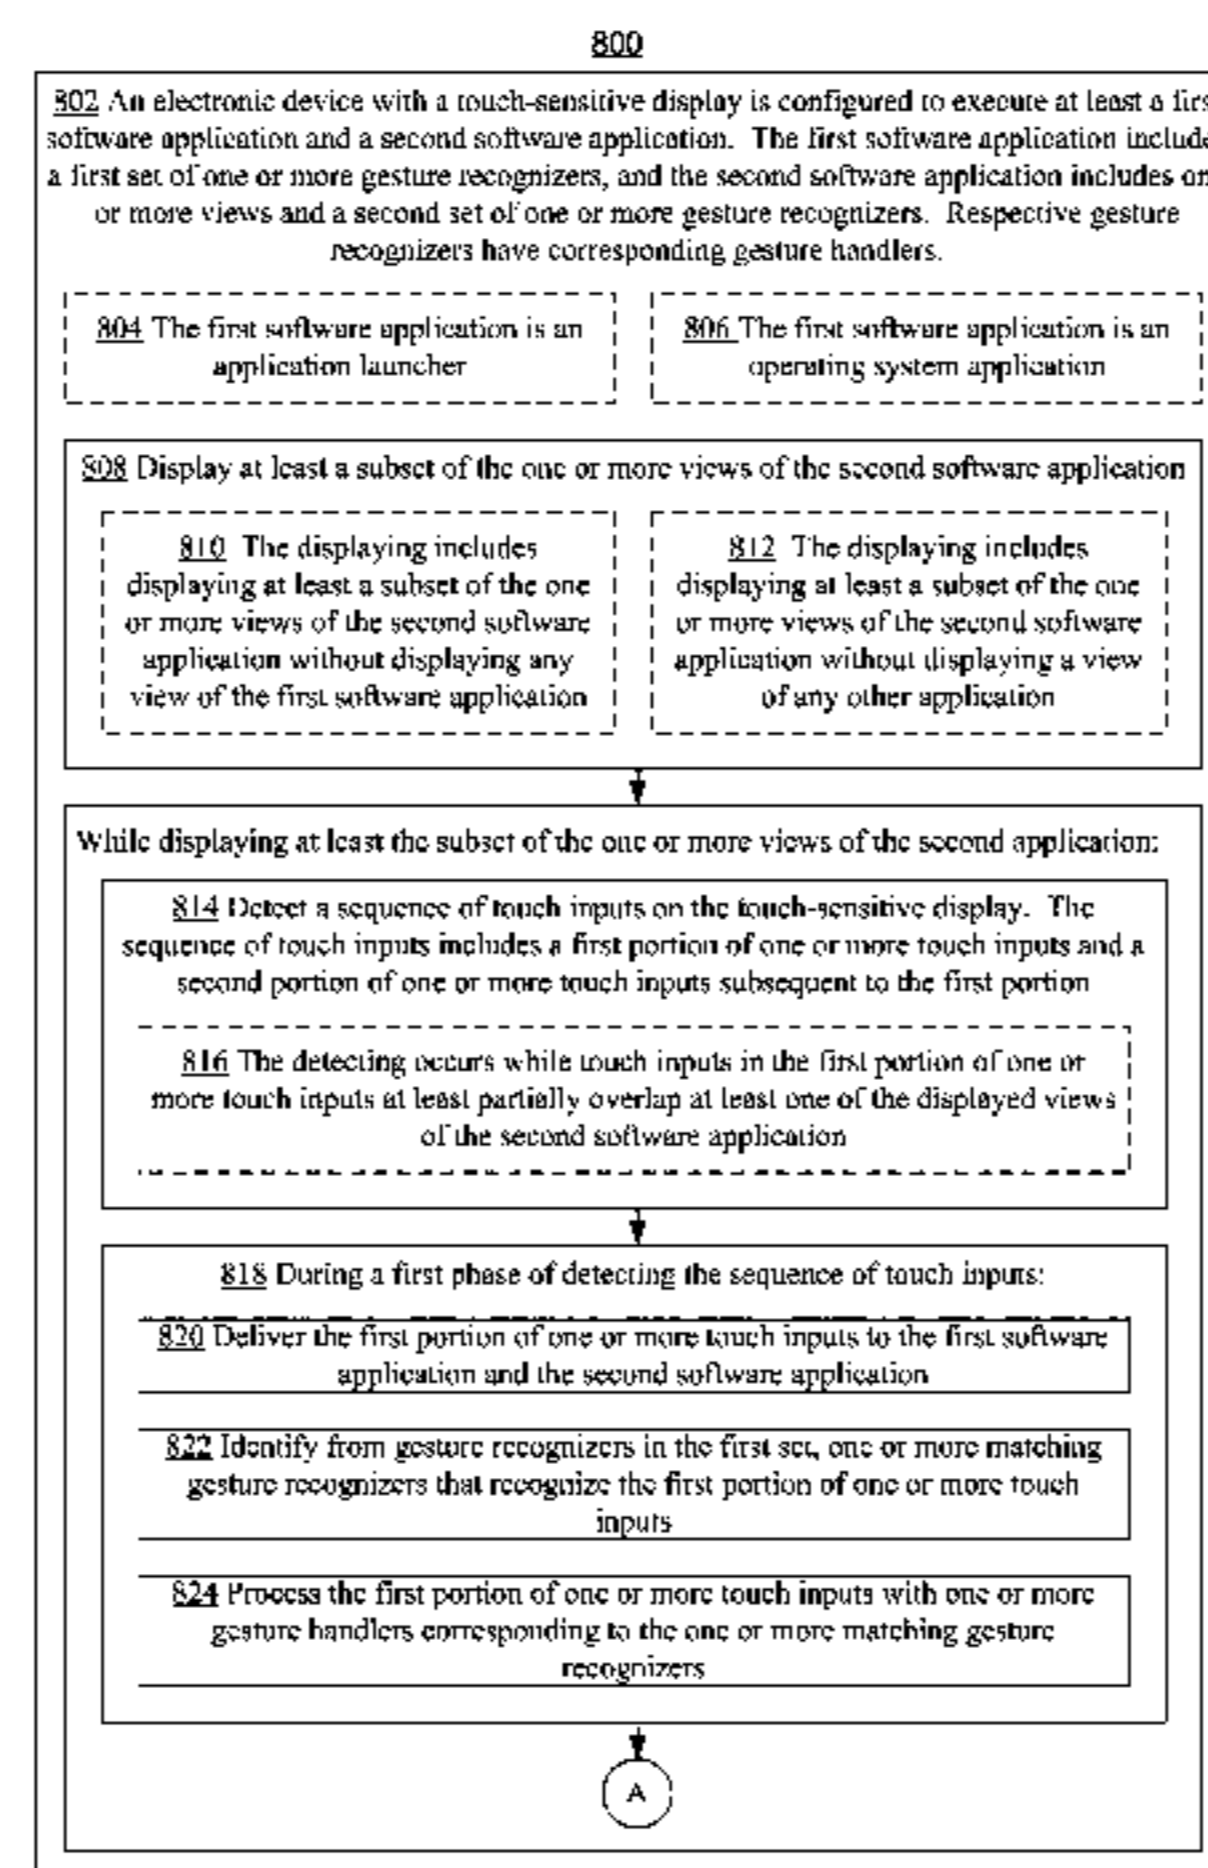 800
802 An electronic device with a touch-sensitive display is configured to execute at least a
software application and a second software application. The first software application
a first set of one or more gesture recognizers, and the second software application includes
or more views and a second set of one or more gesture recognizers. Respective gesture
recognizers have corresponding gesture handlers.
804 The first software application is an
application launcher
806 The first software application is an
operating system application
808 Display at least a subset of the one or more views of the second software application
810 The displaying includes
displaying at least a subset of the one
or more views of the second software
application without displaying any
view of the first software application
812 The displaying includes
displaying at least a subset of the one
or more views of the second software
application without displaying a view
of any other application
While displaying at least the subset of the one or more views of the second application:
814 Detect a sequence of touch inputs on the touch-sensitive display. The
sequence of touch inputs includes a first portion of one or more touch inputs and a
second portion of one or more touch inputs subsequent to the first portion
816 The detecting occurs while touch inputs in the first portion of one or
more touch inputs at least partially overlap at least one of the displayed views
of the second software application
818 During a first phase of detecting the sequence of touch inputs:
820 Deliver the first portion of one or more touch inputs to the first software
application and the second software application
822 Identify from gesture recognizers in the first set, one or more matching
gesture recognizers that recognize the first portion of one or more touch
inputs
824 Process the first portion of one or more touch inputs with one or more
gesture handlers corresponding to the one or more matching gesture
recognizers
A